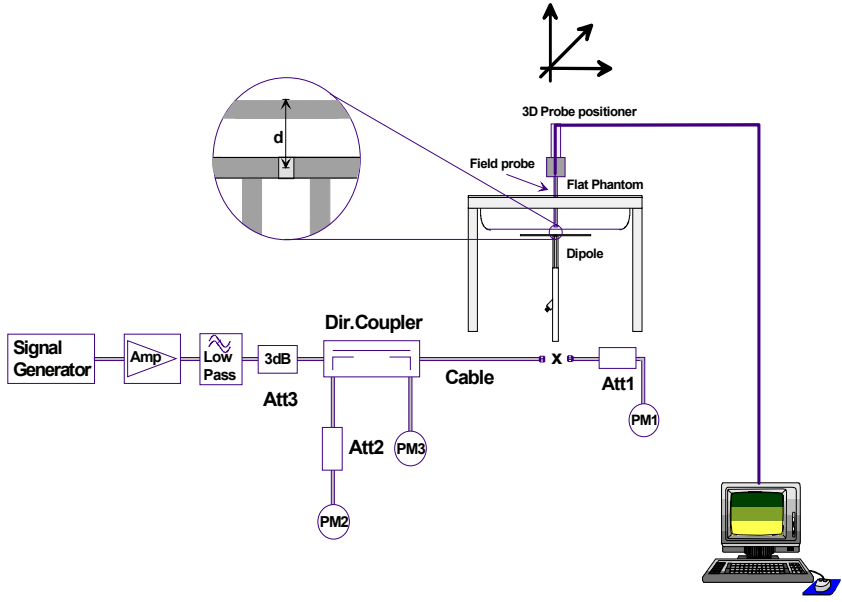 3D Probe positioner
d
Field probe
Flat Phantom
Dipole
Dir.Coupler
Signal
Generator
Amp
Low
Pass
3dB
Cable
x
Att1
Att3
Att2
PM3
PM1
PM2